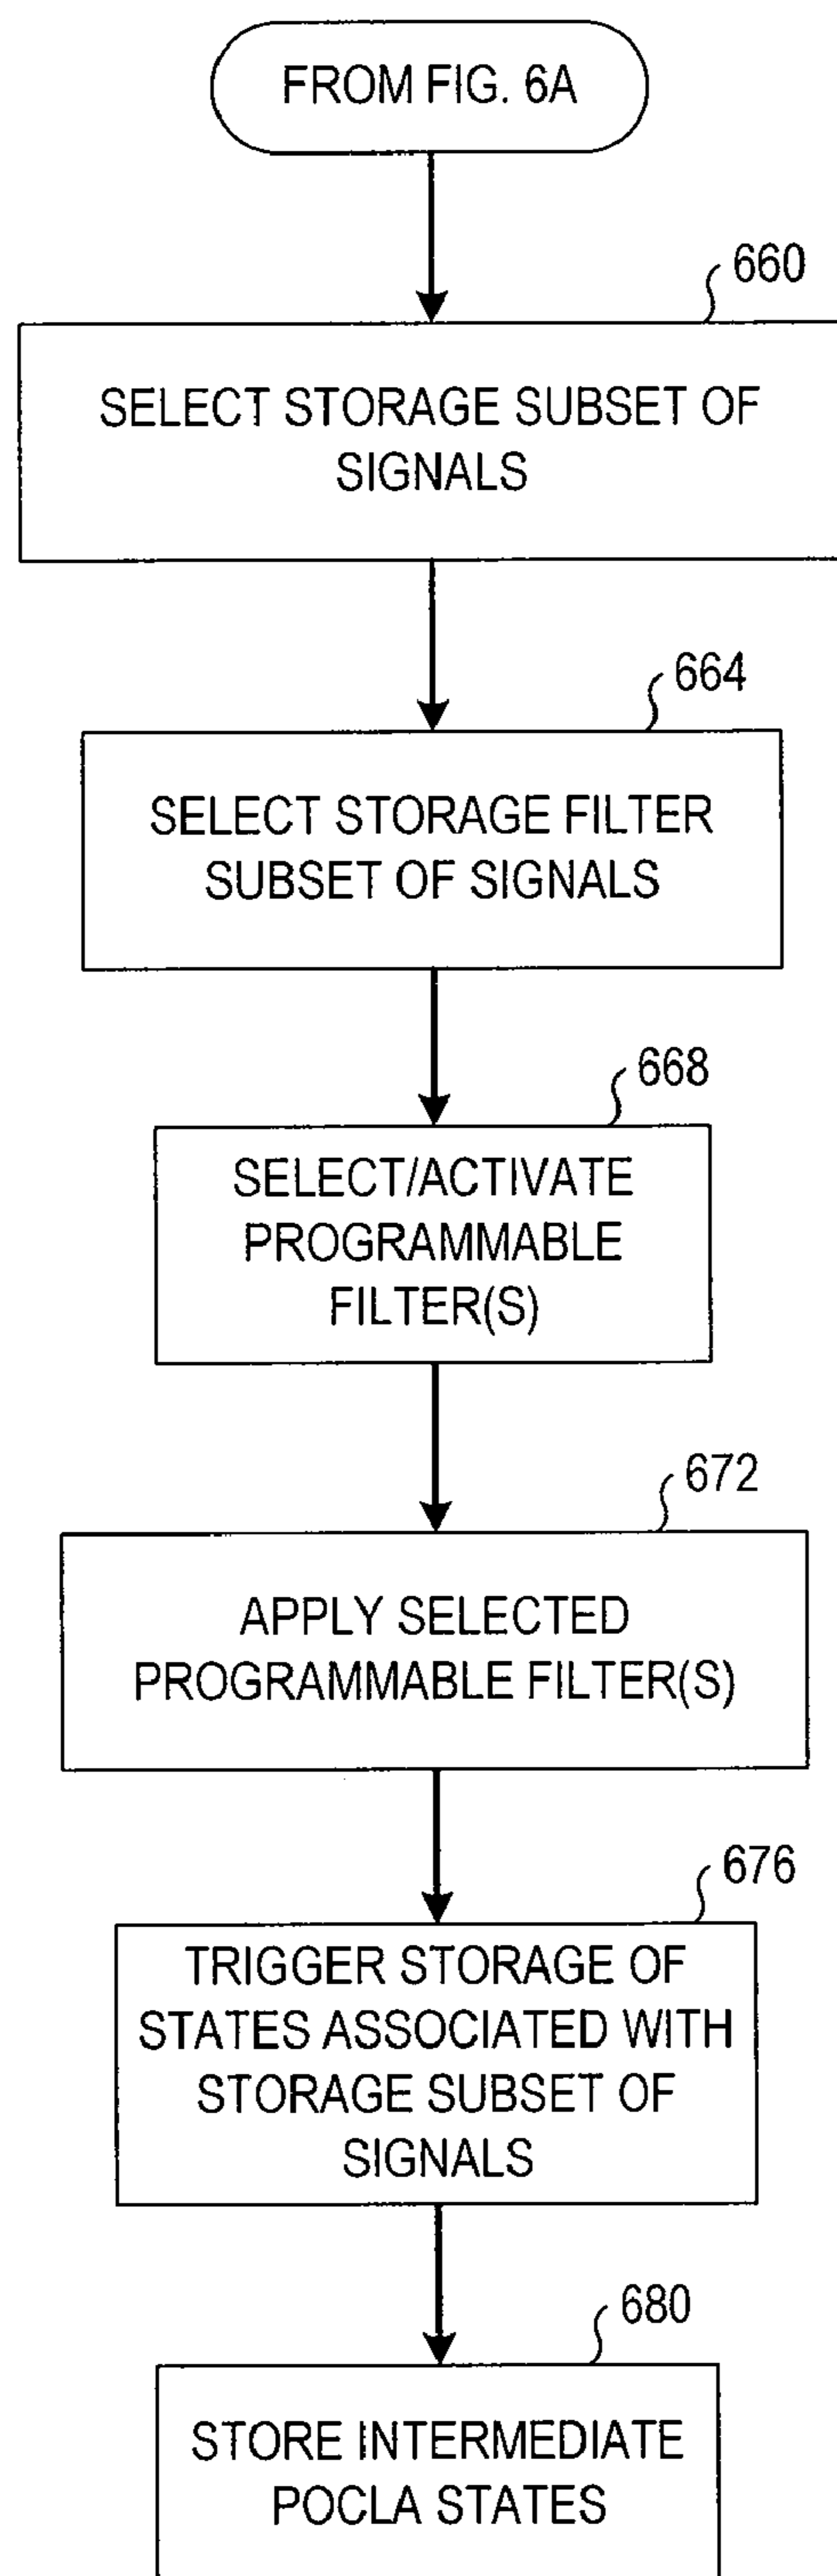 FROM FIG. 6A
660
SELECT STORAGE SUBSET OF
SIGNALS
664
SELECT STORAGE FILTER
SUBSET OF SIGNALS
668
SELECT/ACTIVATE
PROGRAMMABLE
FILTER(S)
672
APPLY SELECTED
PROGRAMMABLE FILTER(S)
676
TRIGGER STORAGE OF
STATES ASSOCIATED WITH
STORAGE SUBSET OF
SIGNALS
680
STORE INTERMEDIATE
POCLA STATES